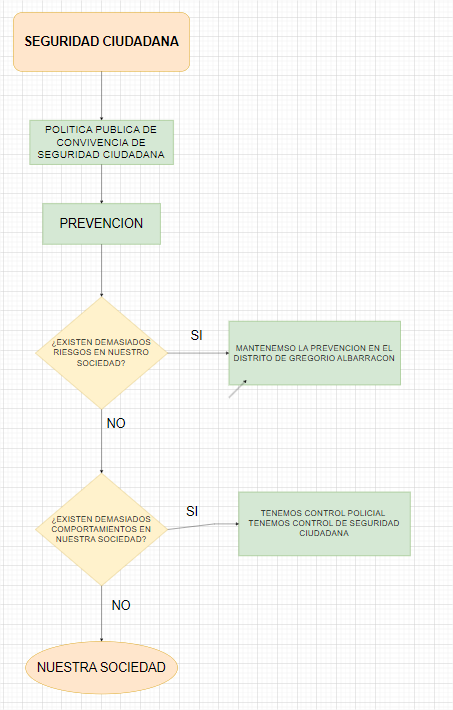 SEGURIDAD CIUDADANA
POLITICA PUBLICA DE
CONVIVENCIA DE
SEGURIDAD CIUDADANA
PREVENCION
¿EXISTEN DEMASIADOS
RIESGOS EN NUESTRO
SOCIEDAD?
SI
MANTENEMSO LA PREVENCION EN EL
DISTRITO DE GREGORIO ALBARRACON
NO
¿EXISTEN DEMASIADOS
COMPORTAMIENTOS EN
NUESTRA SOCIEDAD?
SI
TENEMOS CONTROL POLICIAL
TENEMOS CONTROL DE SEGURIDAD
CIUDADANA
NO
NUESTRA SOCIEDAD